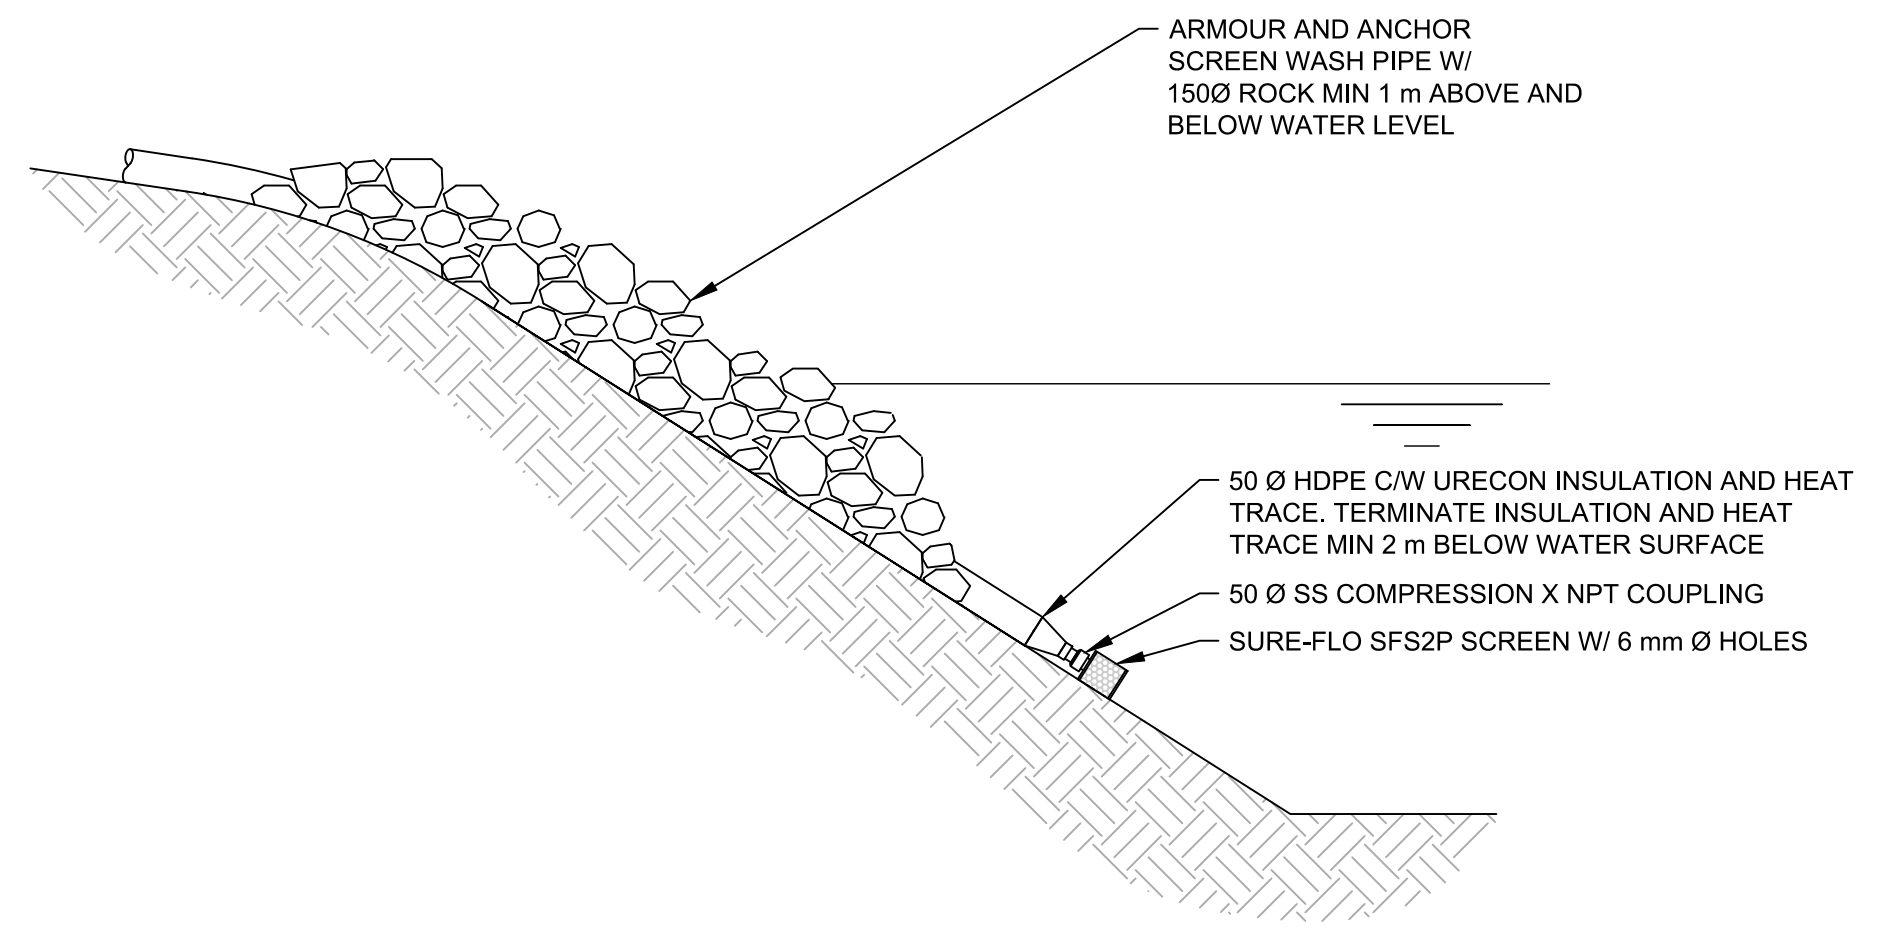 ARMOUR AND ANCHOR
SCREEN WASH PIPE W/
150Ø ROCK MIN 1 m ABOVE AND
BELOW WATER LEVEL
50 Ø HDPE C/W URECON INSULATION AND HEAT
TRACE. TERMINATE INSULATION AND HEAT
TRACE MIN 2 m BELOW WATER SURFACE
50 Ø SS COMPRESSION X NPT COUPLING
SURE-FLO SFS2P SCREEN W/ 6 mm Ø HOLES